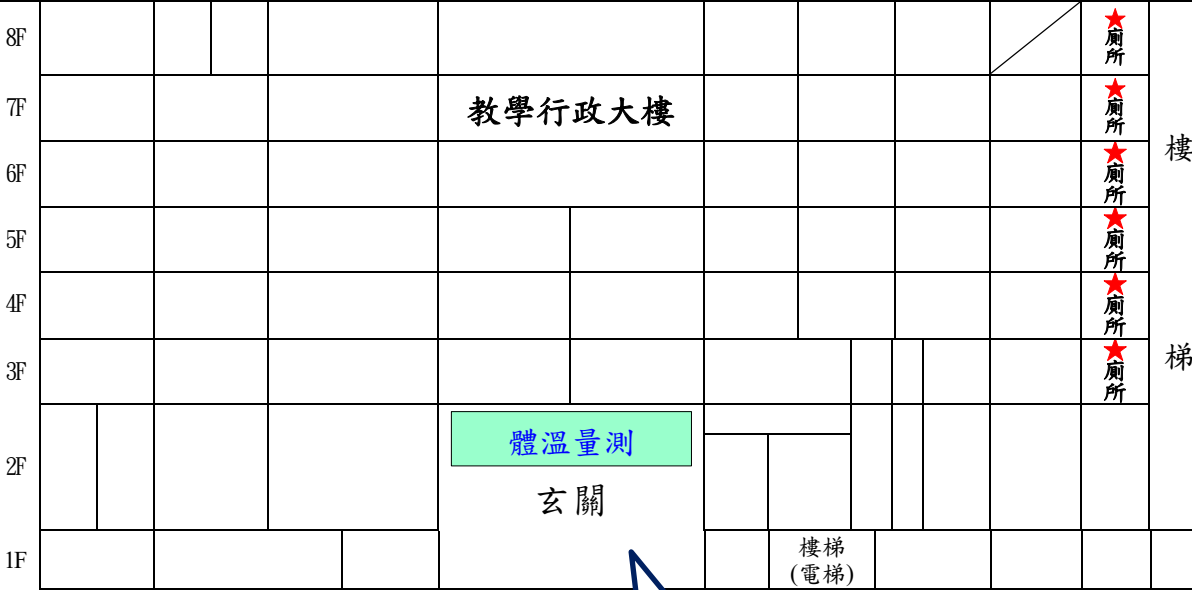 8F
★廁所
7F
教學行政大樓
★廁所
6F
★廁所
5F
★廁所
4F
★廁所
3F
★廁所
樓梯
2F
體溫量測
玄關
1F
樓梯
(電梯)